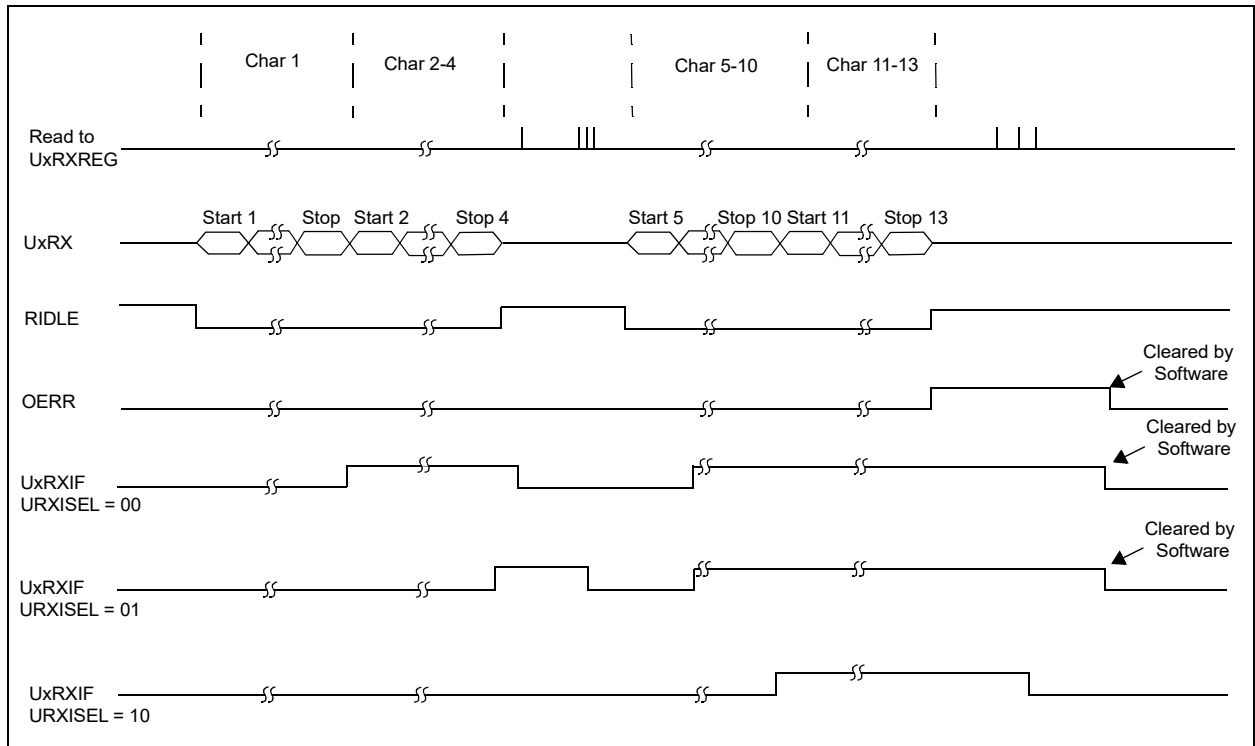 Char 1
Char 2-4
Char 5-10
Char 11-13
Read to
UxRXREG
Start 1
Stop
Start 2
Stop 4
Start 5
Stop 10
Start 11
Stop 13
UxRX
RIDLE
Cleared by
Software
OERR
Cleared by
Software
UxRXIF
URXISEL = 00
Cleared by
Software
UxRXIF
URXISEL = 01
UxRXIF
URXISEL = 10